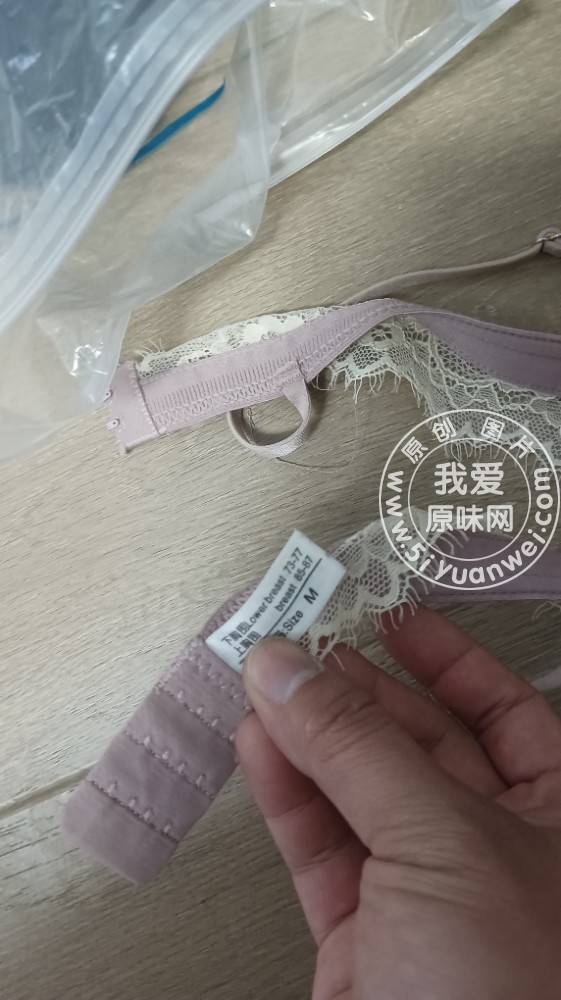 原创图片
我爱
原味网
www.5iyuanwei.com
下胸围Lower breast 73-77
上胸围 breast 85-87
Size M